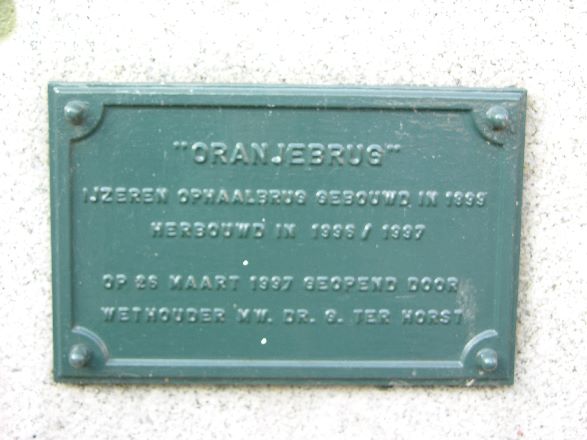 "ORANJEBRUG"
IJZEREN OPHAALBRUG GEBOUWD IN 1899
HERBOUWD IN 1996 / 1997
OP 26 MAART 1997 GEOPEND DOOR
WETHOUDER MW. DR. G. TER HORST